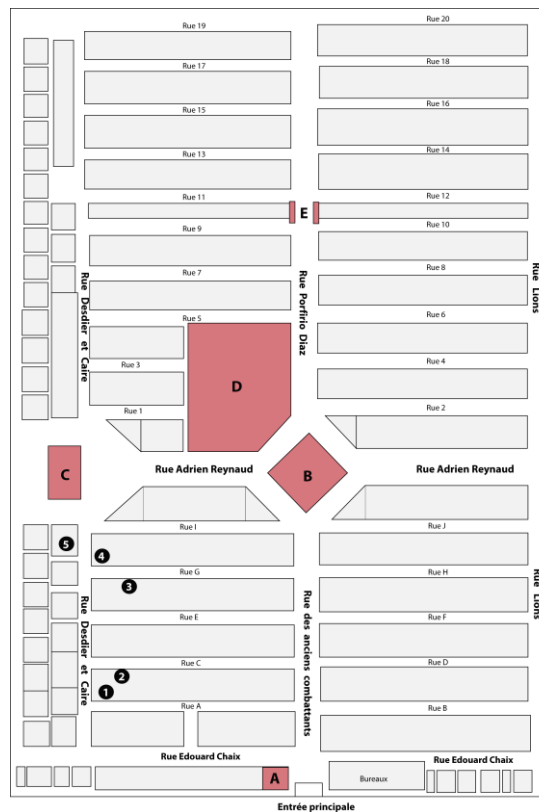 Rue 19
Rue 20
Rue 17
Rue 18
Rue 15
Rue 16
Rue 13
Rue 14
Rue 11
E
Rue 12
Rue 9
Rue 10
Rue Desdier et Caire
Rue 7
Rue Porfirio Diaz
Rue 8
Rue Lions
Rue 5
Rue 6
Rue 3
D
Rue 4
Rue 1
Rue 2
C
Rue Adrien Reynaud
B
Rue Adrien Reynaud
Rue I
Rue J
5
4
Rue G
Rue H
3
Rue Desdier et Caire
Rue E
Rue des anciens combattants
Rue F
Rue Lions
Rue C
Rue D
2
1
Rue A
Rue B
Rue Edouard Chaix
Rue Edouard Chaix
A
Bureaux
Entrée principale